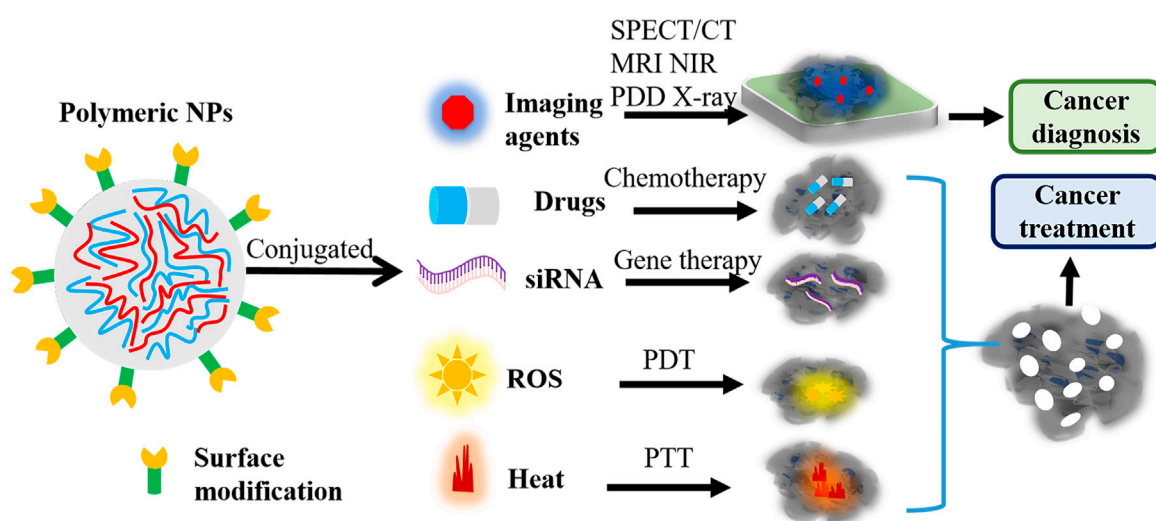 Polymeric NPs
Conjugated
Surface
modification
Imaging
agents
SPECT/CT
MRI NIR
PDD X-ray
Cancer
diagnosis
Drugs
Chemotherapy
siRNA
Gene therapy
ROS
PDT
Heat
PTT
Cancer
treatment